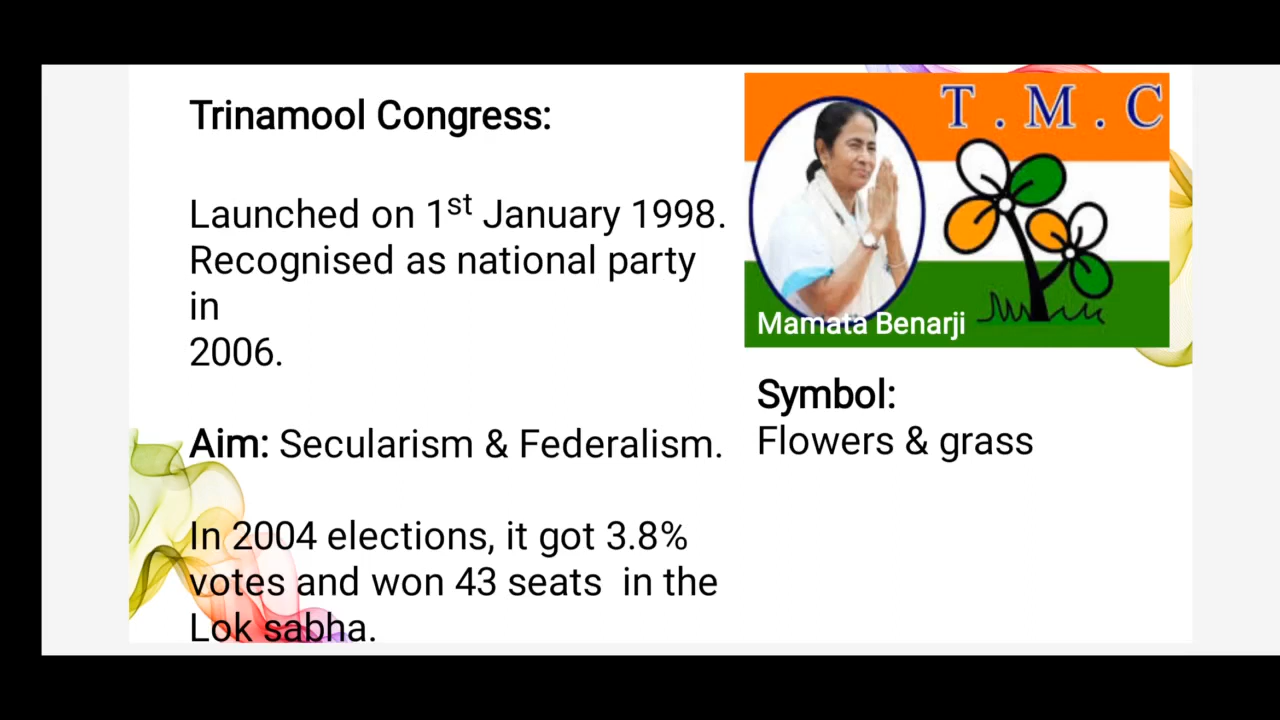 Trinamool Congress:
Launched on 1st January 1998.
Recognised as national party
in
2006.
Aim: Secularism & Federalism.
In 2004 elections, it got 3.8%
votes and won 43 seats in the
Lok sabha.
T . M . C
Mamata Benarji
Symbol:
Flowers & grass